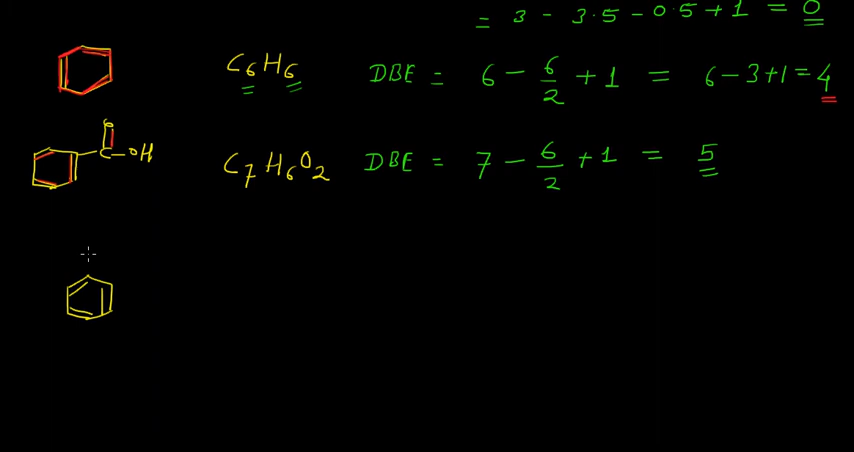 = 3 - 3.5 - 0.5 + 1 = 0
C6H6 DBE = 6 - 6/2 + 1 = 6 - 3 + 1 = 4
O
C-OH C7H6O2 DBE = 7 - 6/2 + 1 = 5